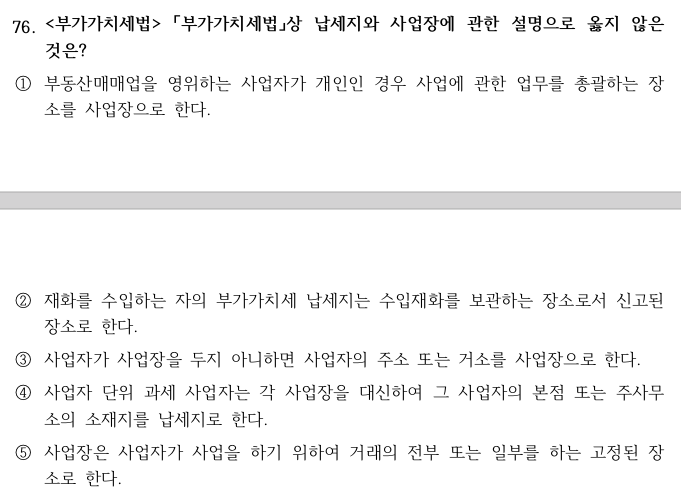 76. <부가가치세법> 「부가가치세법」상 납세지와 사업장에 관한 설명으로 옳지 않은
것은?
① 부동산매매업을 영위하는 사업자가 개인인 경우 사업에 관한 업무를 총괄하는 장
소를 사업장으로 한다.
② 재화를 수입하는 자의 부가가치세 납세지는 수입재화를 보관하는 장소로서 신고된
장소로 한다.
③ 사업자가 사업장을 두지 아니하면 사업자의 주소 또는 거소를 사업장으로 한다.
④ 사업자 단위 과세 사업자는 각 사업장을 대신하여 그 사업자의 본점 또는 주사무
소의 소재지를 납세지로 한다.
⑤ 사업장은 사업자가 사업을 하기 위하여 거래의 전부 또는 일부를 하는 고정된 장
소로 한다.